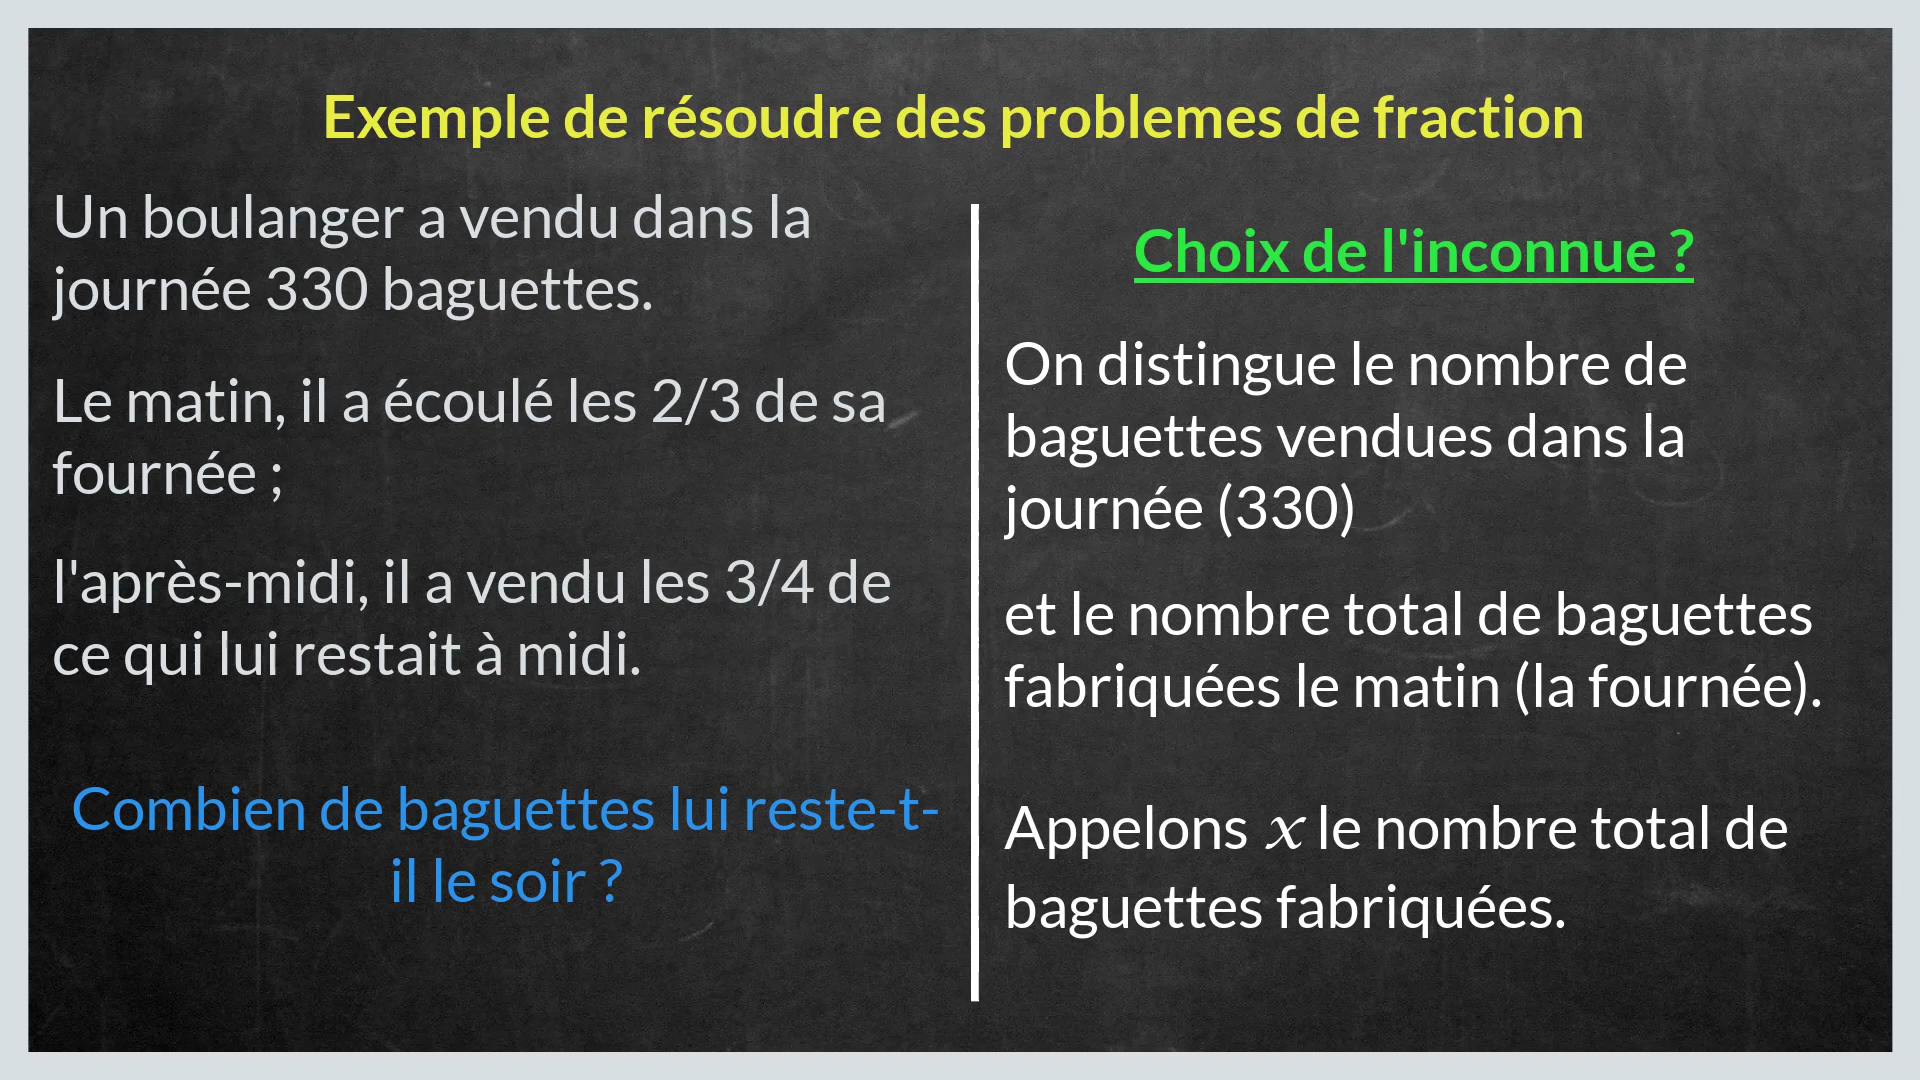 Exemple de résoudre des problemes de fraction
Un boulanger a vendu dans la
journée 330 baguettes.
Le matin, il a écoulé les 2/3 de sa
fournée ;
l'après-midi, il a vendu les 3/4 de
ce qui lui restait à midi.
Combien de baguettes lui reste-t-
il le soir ?
Choix de l'inconnue ?
On distingue le nombre de
baguettes vendues dans la
journée (330)
et le nombre total de baguettes
fabriquées le matin (la fournée).
Appelons x le nombre total de
baguettes fabriquées.